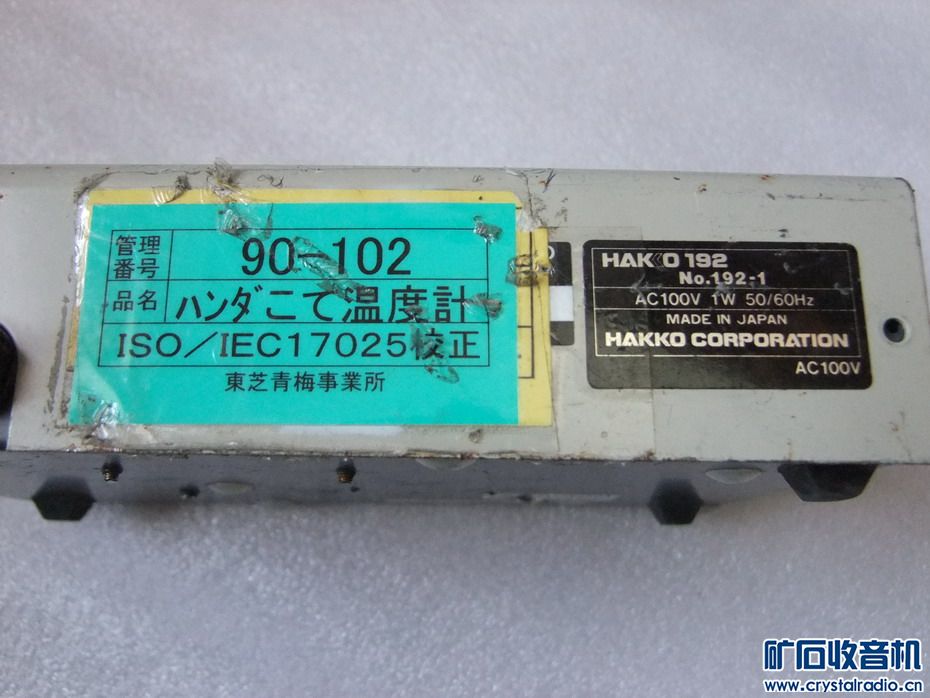 管理
番号
90-102
品名
ハンダこて温度計
ISO/IEC17025校正
東芝青梅事業所
HAKKO 192
No.192-1
AC100V 1W 50/60Hz
MADE IN JAPAN
HAKKO CORPORATION
AC100V
矿石收音机
www.crystalradio.cn